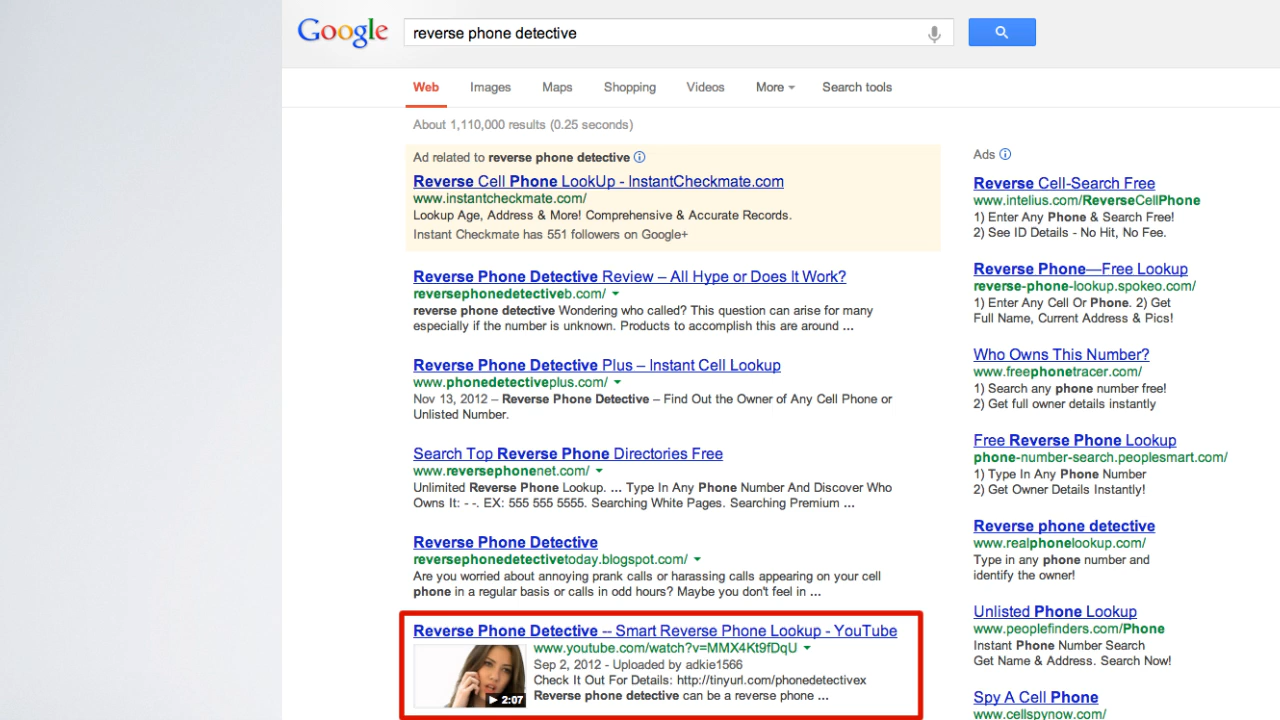 Google
reverse phone detective
Web Images Maps Shopping Videos More Search tools
About 1,110,000 results (0.25 seconds)
Ad related to reverse phone detective
Reverse Cell Phone LookUp - InstantCheckmate.com
www.instantcheckmate.com/
Lookup Age, Address & More! Comprehensive & Accurate Records.
Instant Checkmate has 551 followers on Google+
Reverse Phone Detective Review – All Hype or Does It Work?
reversephonedetectiveb.com/
reverse phone detective Wondering who called? This question can arise for many
especially if the number is unknown. Products to accomplish this are around ...
Reverse Phone Detective Plus – Instant Cell Lookup
www.phonedetectiveplus.com/
Nov 13, 2012 – Reverse Phone Detective – Find Out the Owner of Any Cell Phone or
Unlisted Number.
Search Top Reverse Phone Directories Free
www.reversephonenet.com/
Unlimited Reverse Phone Lookup. ... Type In Any Phone Number And Discover Who
Owns It: - -. EX: 555 555 5555. Searching White Pages. Searching Premium ...
Reverse Phone Detective
reversephonedetectivetoday.blogspot.com/
Are you worried about annoying prank calls or harassing calls appearing on your cell
phone in a regular basis or calls in odd hours? Maybe you don't feel in ...
Reverse Phone Detective -- Smart Reverse Phone Lookup - YouTube
www.youtube.com/watch?v=MMX4Kt9fDqU
Sep 2, 2012 - Uploaded by adkie1566
Check It Out For Details: http://tinyurl.com/phonedetectivex
Reverse phone detective can be a reverse phone ...
2:07
Ads
Reverse Cell-Search Free
www.intelius.com/ReverseCellPhone
1) Enter Any Phone & Search Free!
2) See ID Details - No Hit, No Fee.
Reverse Phone—Free Lookup
reverse-phone-lookup.spokeo.com/
1) Enter Any Cell Or Phone. 2) Get
Full Name, Current Address & Pics!
Who Owns This Number?
www.freephonetracer.com/
1) Search any phone number free!
2) Get full owner details instantly
Free Reverse Phone Lookup
phone-number-search.peoplesmart.com/
1) Type In Any Phone Number
2) Get Owner Details Instantly!
Reverse phone detective
www.realphonelookup.com/
Type in any phone number and
identify the owner!
Unlisted Phone Lookup
www.peoplefinders.com/Phone
Instant Phone Number Search
Get Name & Address. Search Now!
Spy A Cell Phone
www.cellspynow.com/